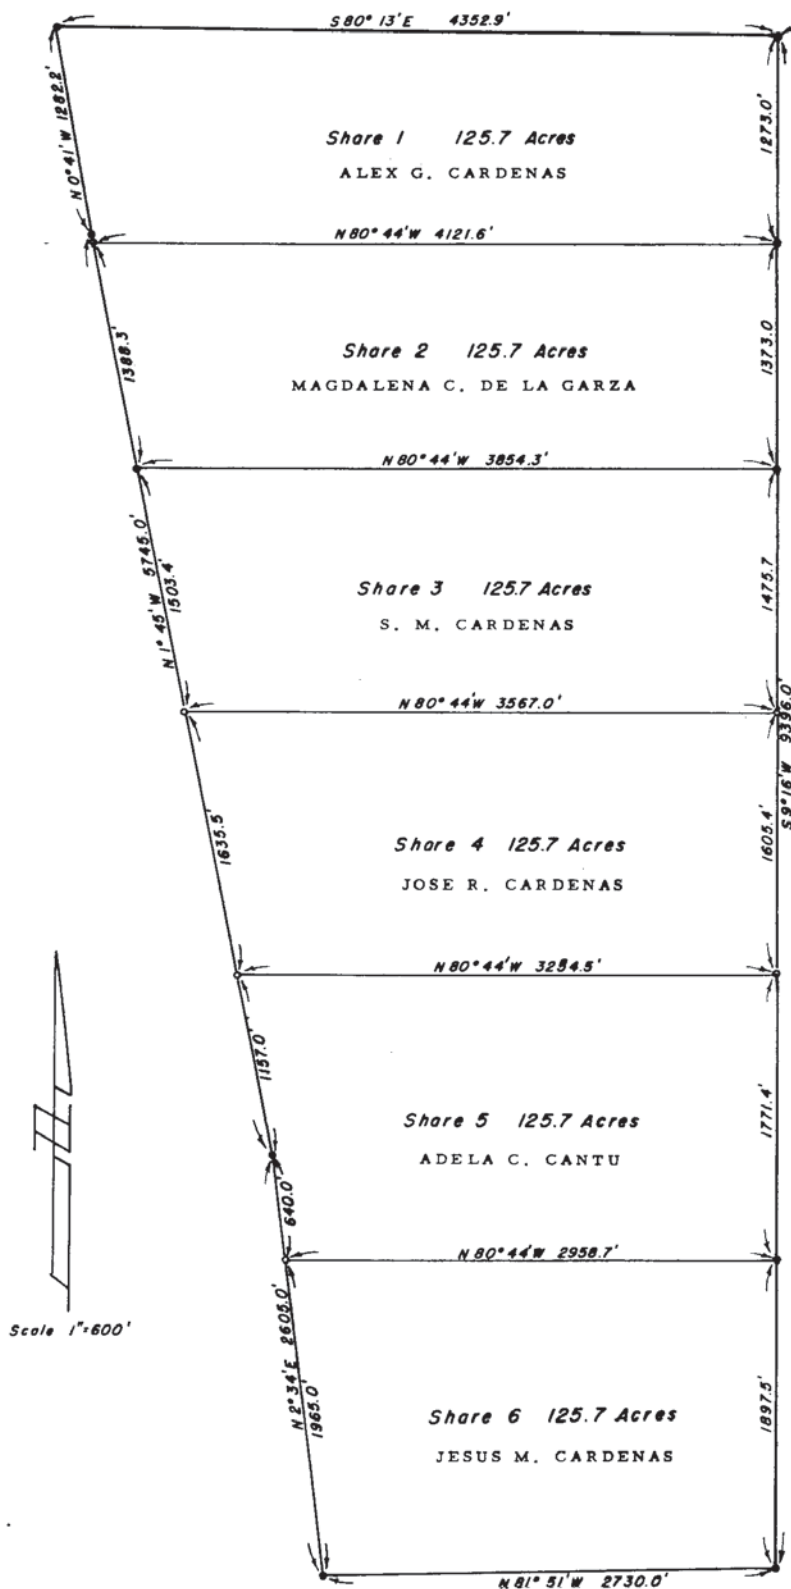 S 80° 13' E 4352.9'
N 0° 41' W 1282.2'
1273.0'
Share 1 125.7 Acres
ALEX G. CARDENAS
N 80° 44' W 4121.6'
1388.3'
1373.0
Share 2 125.7 Acres
MAGDALENA C. DE LA GARZA
N 80° 44' W 3854.3'
N 1° 45' W 5745.0'
1503.4'
1475.7
Share 3 125.7 Acres
S. M. CARDENAS
N 80° 44' W 3567.0'
S 9° 16' W 9396.0'
1635.5'
1605.4'
Share 4 125.7 Acres
JOSE R. CARDENAS
N 80° 44' W 3254.5'
1157.0'
1771.4'
Share 5 125.7 Acres
ADELA C. CANTU
640.0'
N 80° 44' W 2958.7'
Scale 1"=600'
N 2° 34' E 2605.0'
1965.0'
1897.5'
Share 6 125.7 Acres
JESUS M. CARDENAS
N 81° 51' W 2730.0'